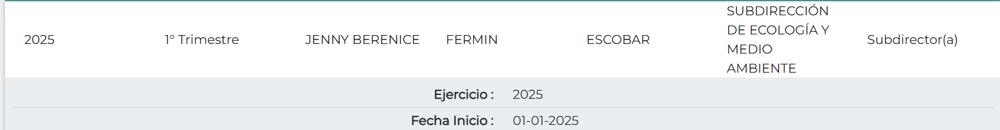 2025 1° Trimestre JENNY BERENICE FERMIN ESCOBAR SUBDIRECCIÓN DE ECOLOGÍA Y MEDIO AMBIENTE Subdirector(a)
Ejercicio : 2025
Fecha Inicio : 01-01-2025